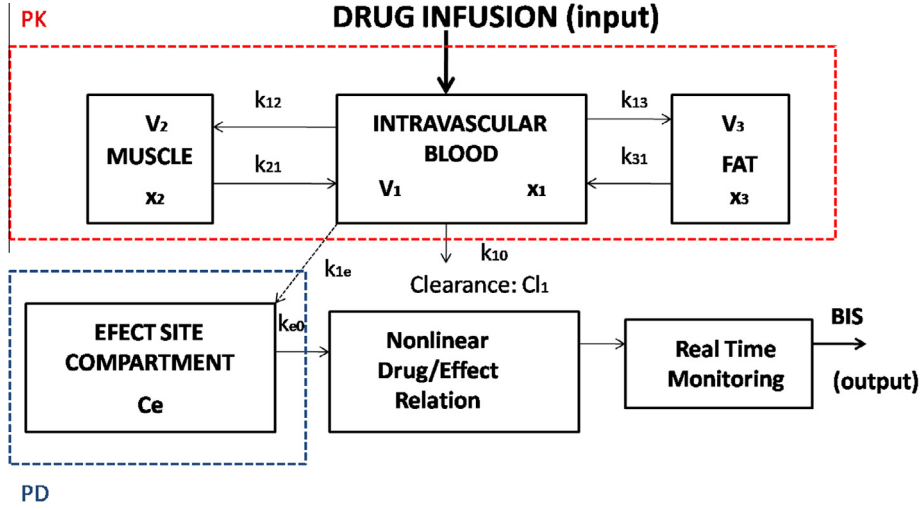 PK
DRUG INFUSION (input)
k12
k13
V2
MUSCLE
x2
INTRAVASCULAR
BLOOD
V1 x1
V3
FAT
x3
k21
k31
k1e
k10
Clearance: Cl1
EFECT SITE
COMPARTMENT
Ce
ke0
Nonlinear
Drug/Effect
Relation
Real Time
Monitoring
BIS
(output)
PD